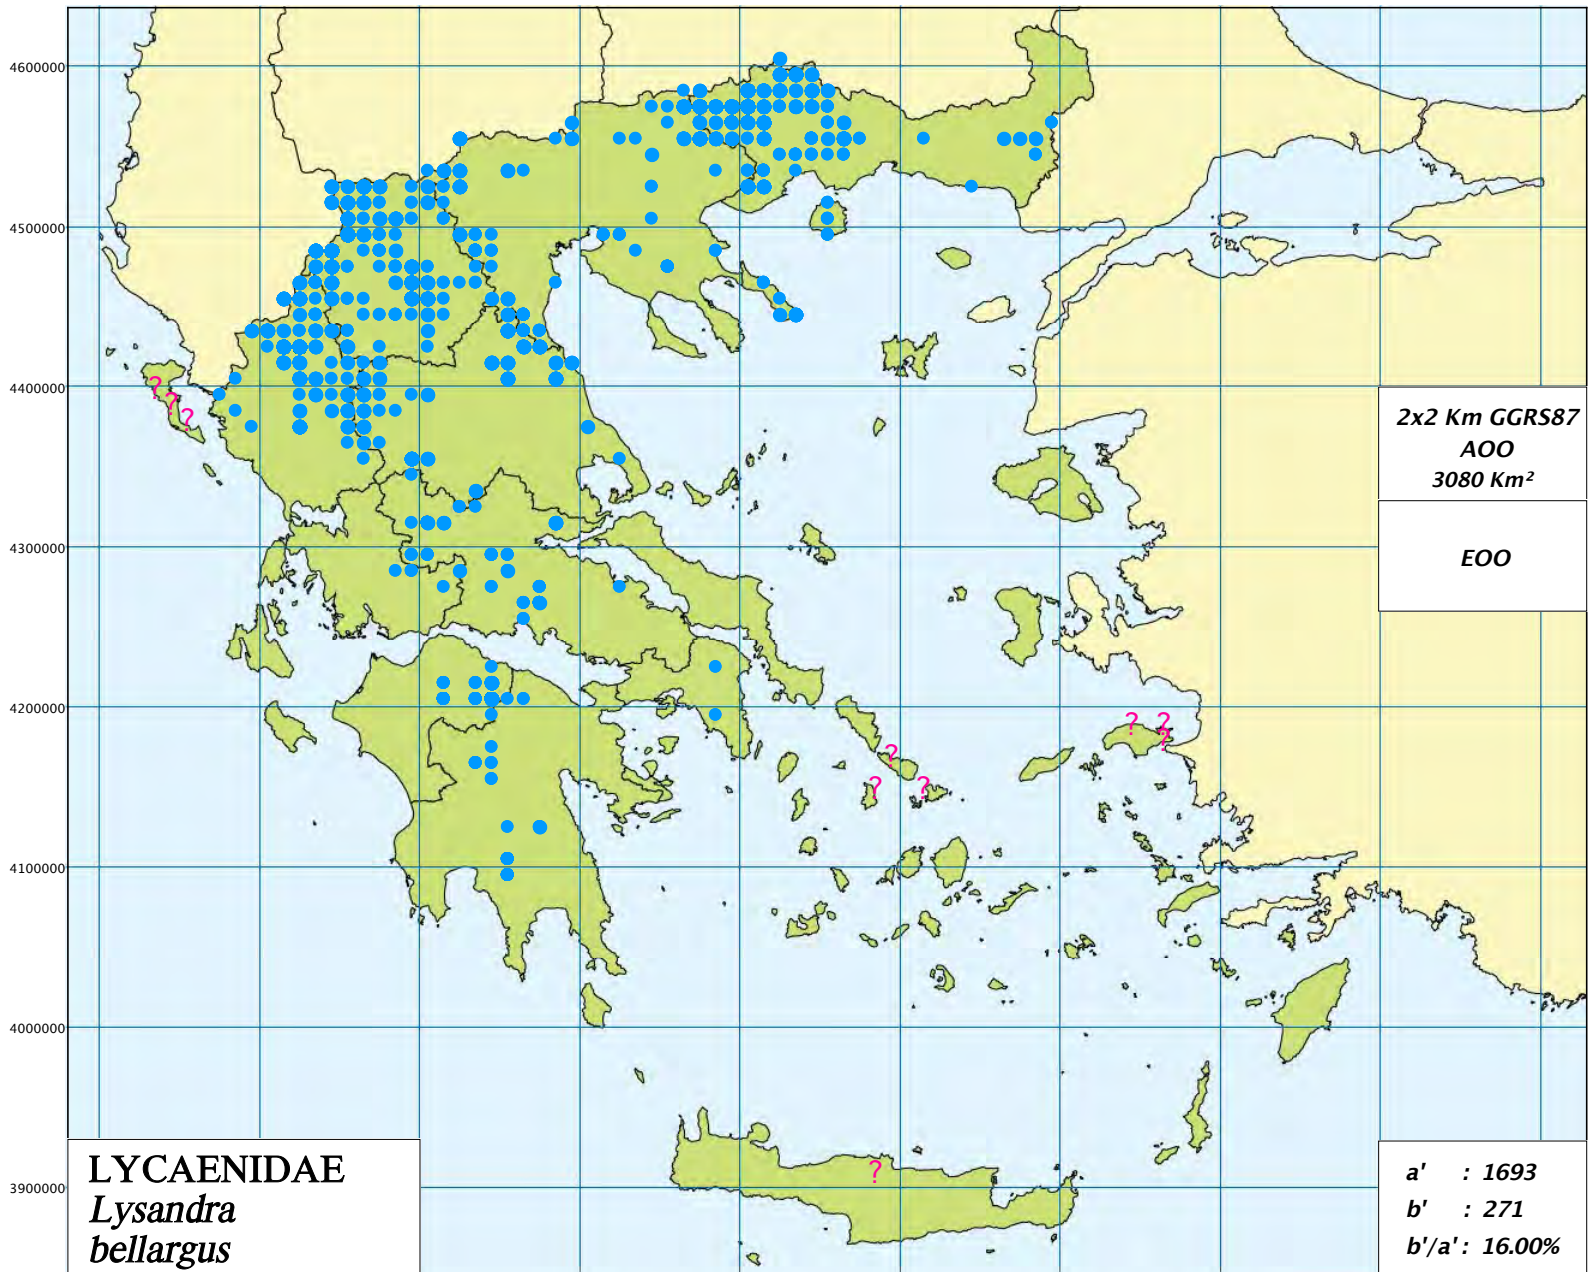 4600000
4500000
4400000
4300000
4200000
4100000
4000000
3900000
?
?
?
?
?
?
?
?
?
?
2x2 Km GGRS87
AOO
3080 Km²
EOO
LYCAENIDAE
Lysandra
bellargus
a' : 1693
b' : 271
b'/a' : 16.00%